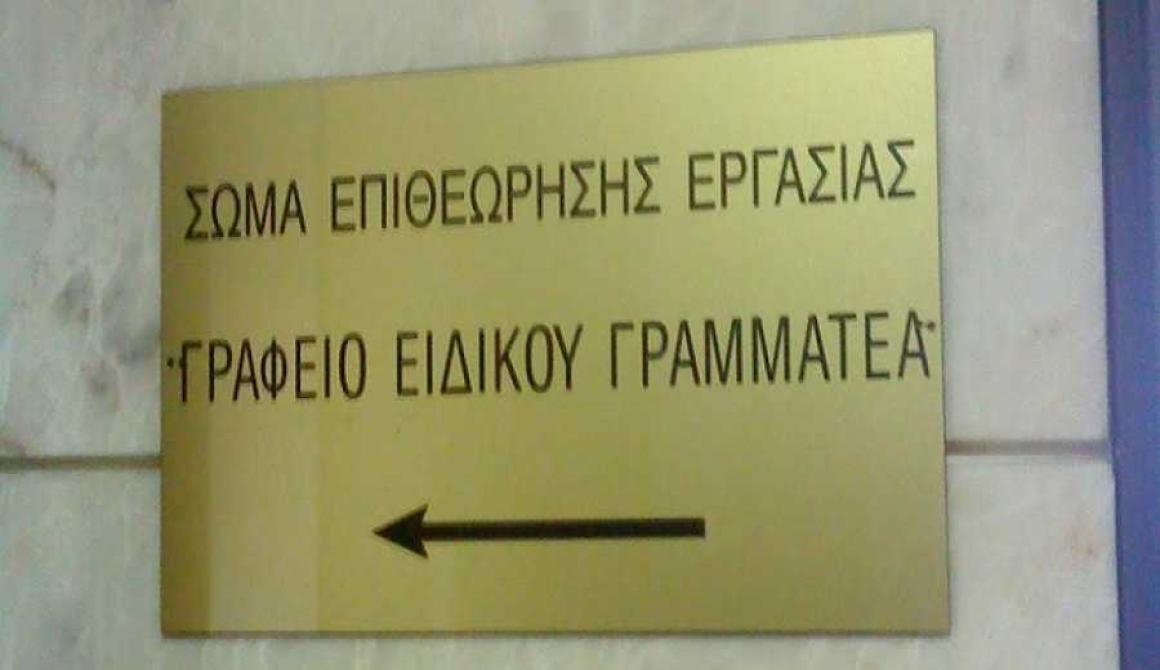 ΣΩΜΑ ΕΠΙΘΕΩΡΗΣΗΣ ΕΡΓΑΣΙΑΣ
ΓΡΑΦΕΙΟ ΕΙΔΙΚΟΥ ΓΡΑΜΜΑΤΕΑ